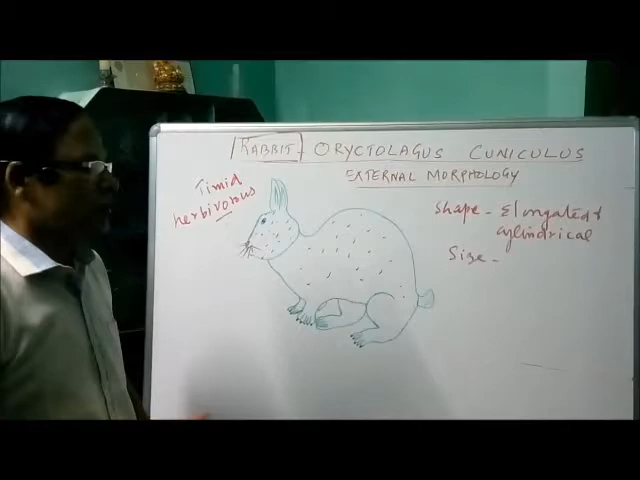 RABBIT - ORYCTOLAGUS CUNICULUS
EXTERNAL MORPHOLOGY
Timid
herbivorous
Shape - Elongated &
cylindrical
Size -